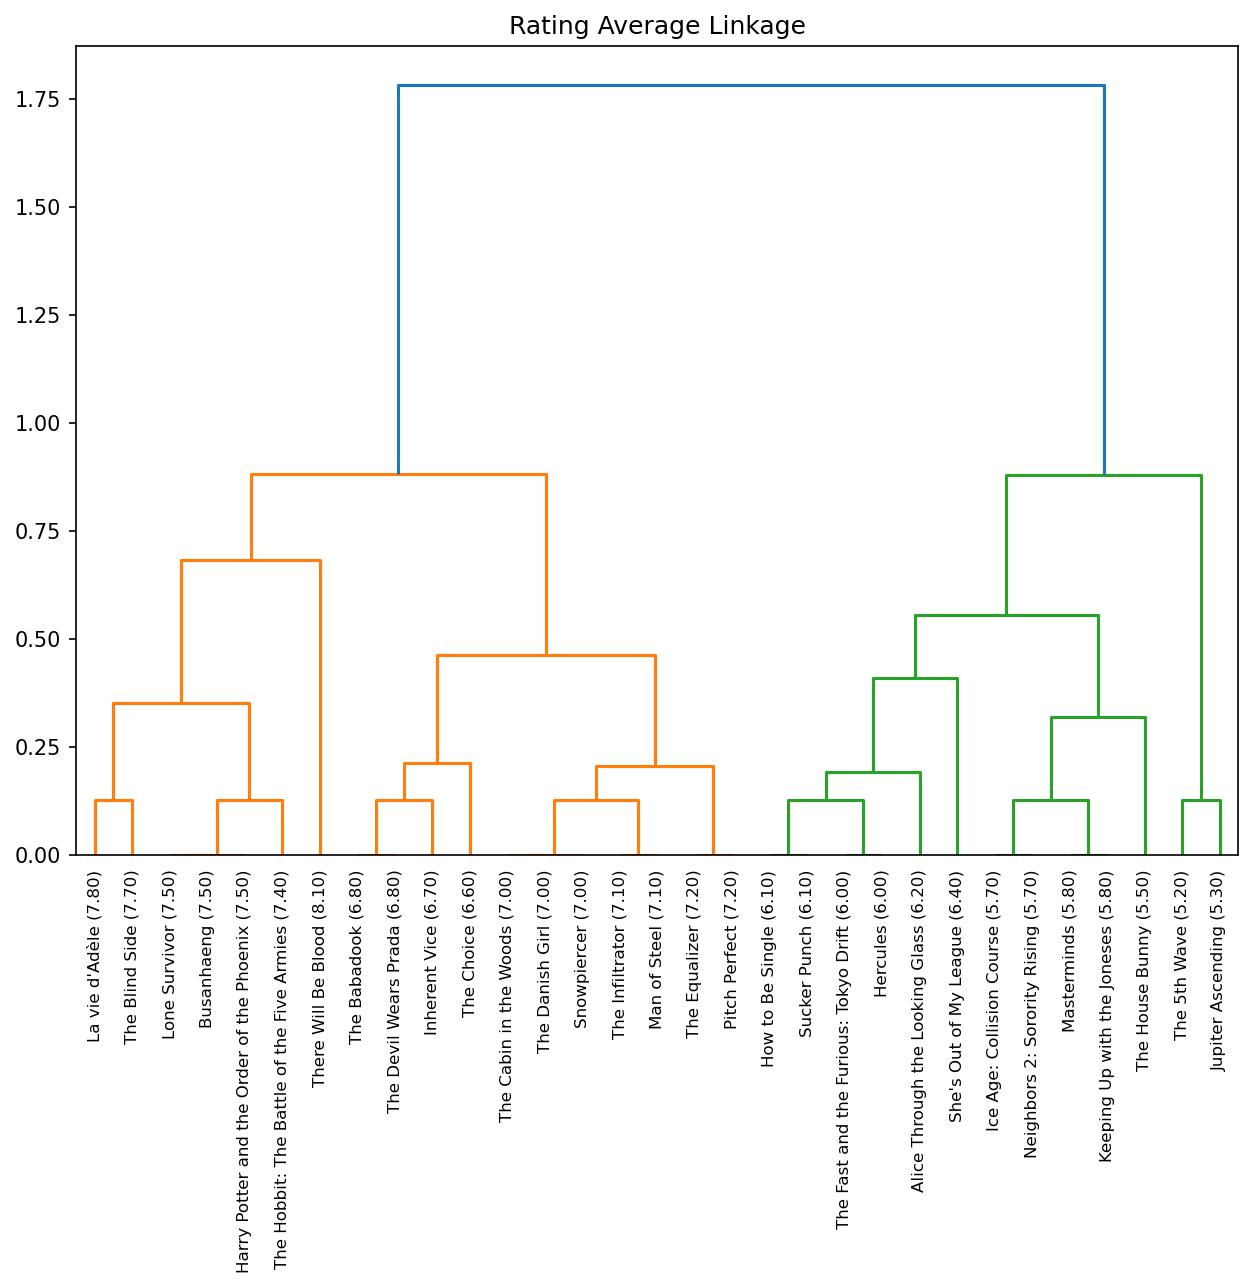 Rating Average Linkage
1.75
1.50
1.25
1.00
0.75
0.50
0.25
0.00
La vie d'Adèle (7.80)
The Blind Side (7.70)
Lone Survivor (7.50)
Busanhaeng (7.50)
Harry Potter and the Order of the Phoenix (7.50)
The Hobbit: The Battle of the Five Armies (7.40)
There Will Be Blood (8.10)
The Babadook (6.80)
The Devil Wears Prada (6.80)
Inherent Vice (6.70)
The Choice (6.60)
The Cabin in the Woods (7.00)
The Danish Girl (7.00)
Snowpiercer (7.00)
The Infiltrator (7.10)
Man of Steel (7.10)
The Equalizer (7.20)
Pitch Perfect (7.20)
How to Be Single (6.10)
Sucker Punch (6.10)
The Fast and the Furious: Tokyo Drift (6.00)
Hercules (6.00)
Alice Through the Looking Glass (6.20)
She's Out of My League (6.40)
Ice Age: Collision Course (5.70)
Neighbors 2: Sorority Rising (5.70)
Masterminds (5.80)
Keeping Up with the Joneses (5.80)
The House Bunny (5.50)
The 5th Wave (5.20)
Jupiter Ascending (5.30)